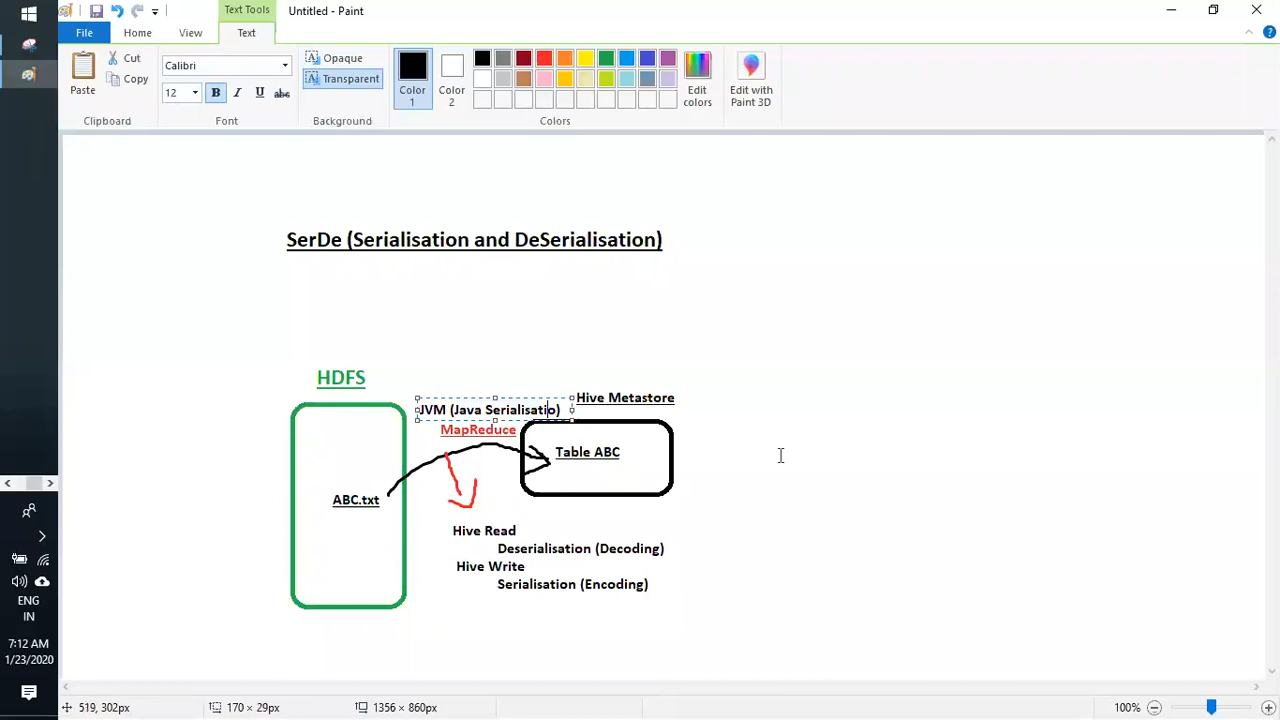 Text Tools
Untitled - Paint
File
Home
View
Text
Cut
Copy
Paste
Clipboard
Calibri
12
B
I
U
abc
Font
Opaque
Transparent
Background
Color
1
Color
2
Edit
colors
Colors
Edit with
Paint 3D
SerDe (Serialisation and DeSerialisation)
HDFS
JVM (Java Serialisatio)
Hive Metastore
MapReduce
Table ABC
ABC.txt
Hive Read
Deserialisation (Decoding)
Hive Write
Serialisation (Encoding)
ENG
IN
7:12 AM
1/23/2020
519, 302px
170 × 29px
1356 × 860px
100%